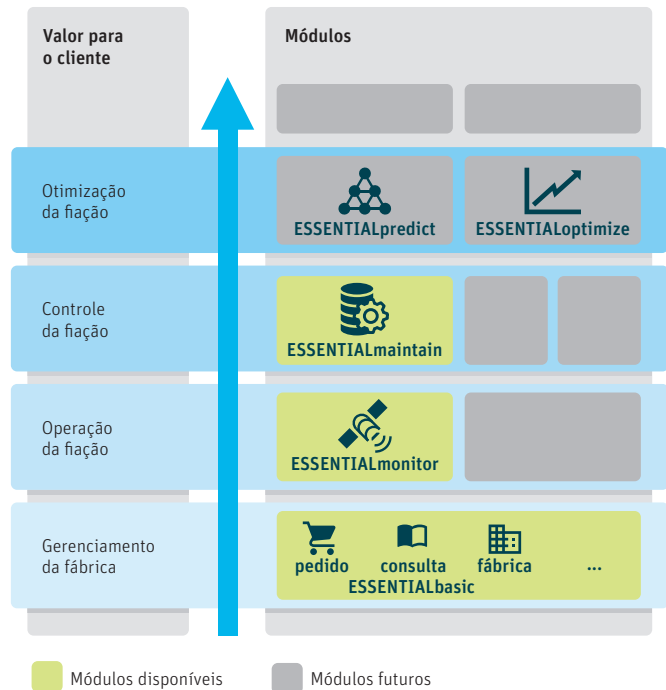 Valor para
o cliente
Módulos
Otimização
da fiação
ESSENTIALpredict
ESSENTIALoptimize
Controle
da fiação
ESSENTIALmaintain
Operação
da fiação
ESSENTIALmonitor
Gerenciamento
da fábrica
pedido consulta fábrica ...
ESSENTIALbasic
Módulos disponíveis
Módulos futuros